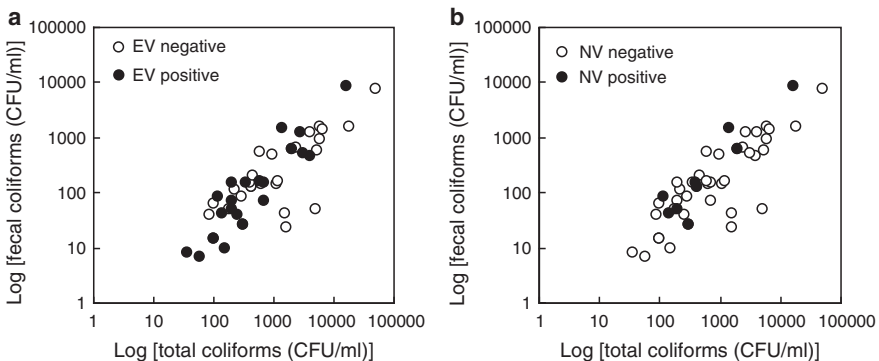 a
EV negative
EV positive
Log [fecal coliforms (CFU/ml)]
100000
10000
1000
100
10
1
1 10 100 1000 10000 100000
Log [total coliforms (CFU/ml)]
b
NV negative
NV positive
Log [fecal coliforms (CFU/ml)]
100000
10000
1000
100
10
1
1 10 100 1000 10000 100000
Log [total coliforms (CFU/ml)]